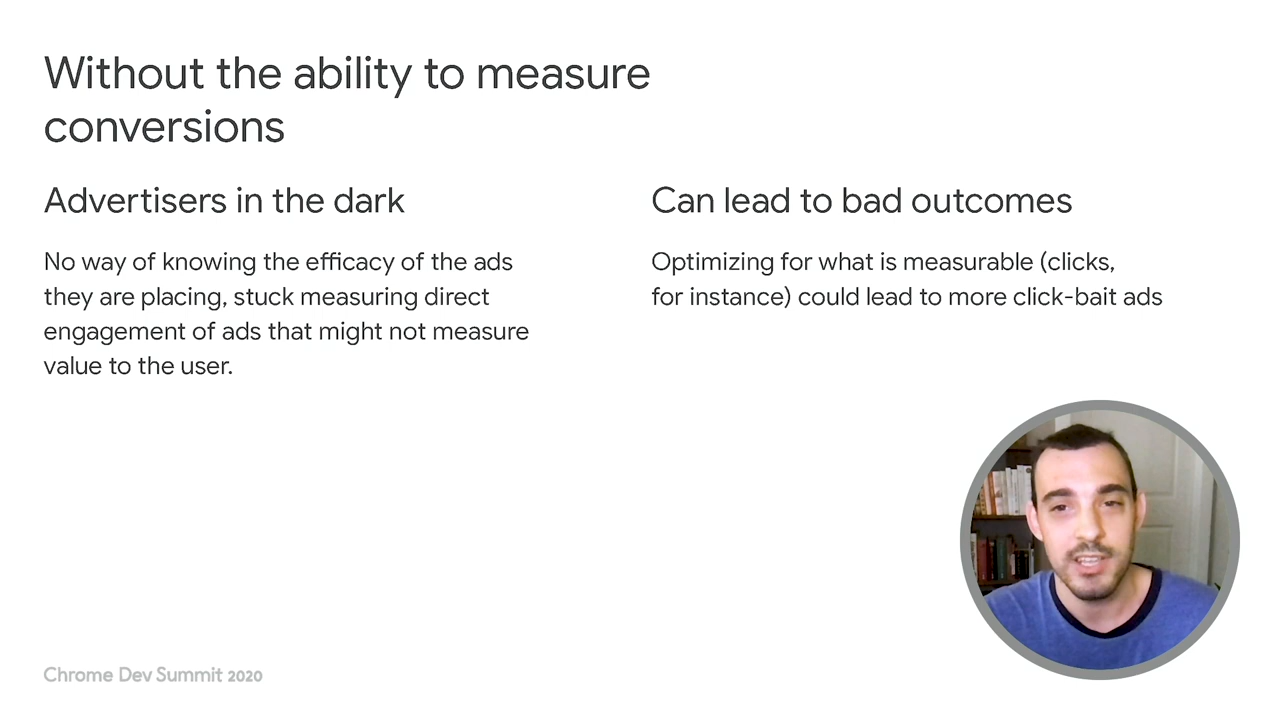 Without the ability to measure
conversions
Advertisers in the dark
No way of knowing the efficacy of the ads
they are placing, stuck measuring direct
engagement of ads that might not measure
value to the user.
Can lead to bad outcomes
Optimizing for what is measurable (clicks,
for instance) could lead to more click-bait ads
Chrome Dev Summit 2020